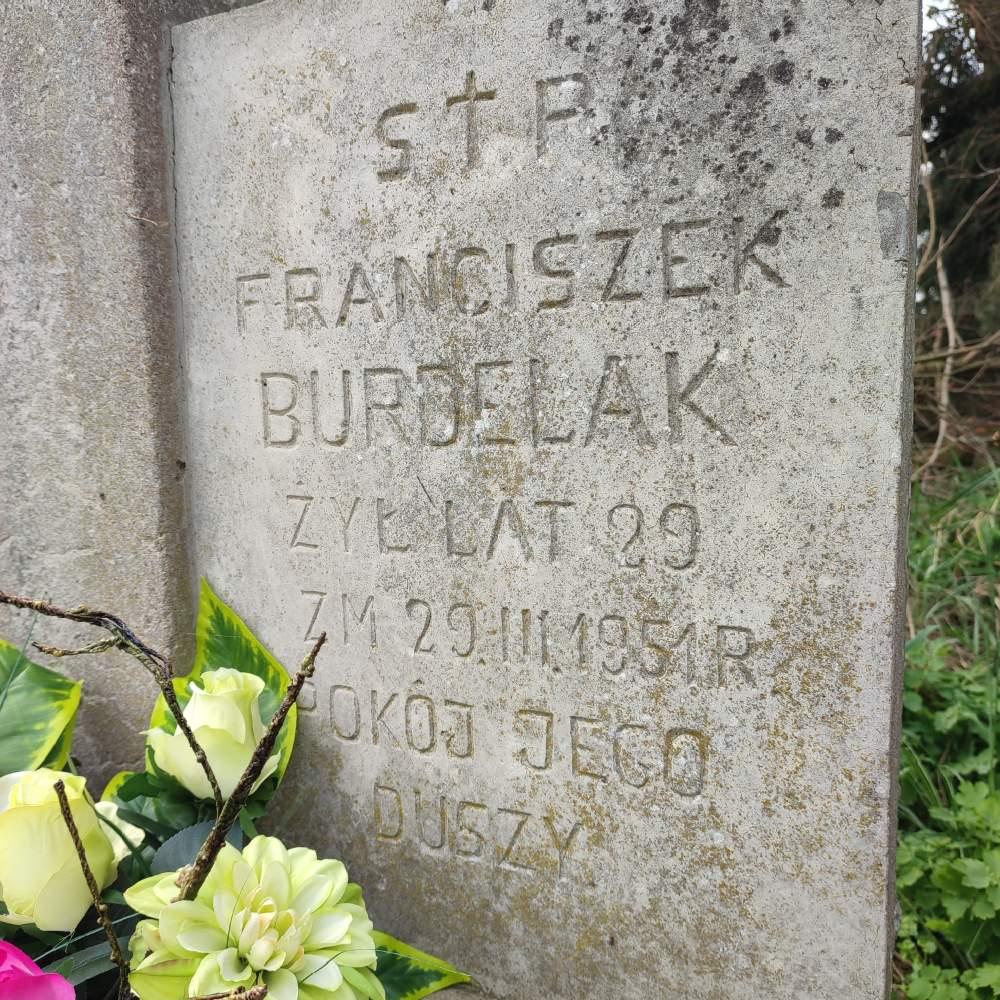 S † P
FRANCISZEK
BURDELAK
ŻYŁ LAT 29
ZM 29.III.1951.R
POKÓJ JEGO
DUSZY